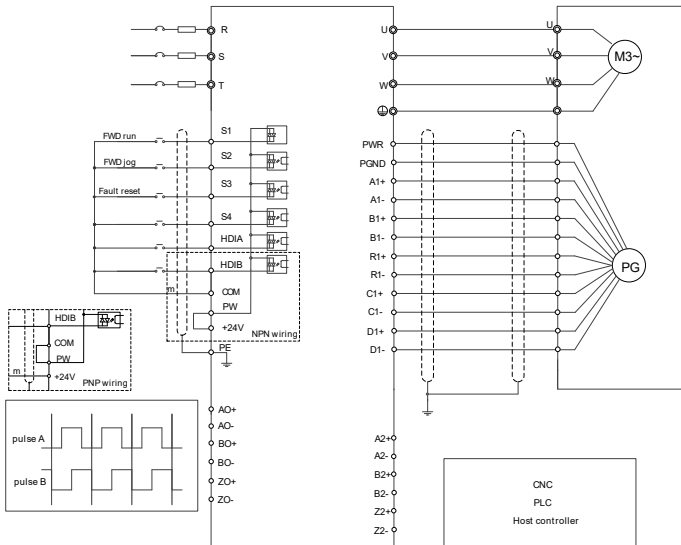 R
S
T
U
V
W
U
V
W
M3~
FWD run
FWD jog
Fault reset
S1
S2
S3
S4
HDIA
HDIB
m
COM
PW
+24V
NPN wiring
PE
HDIB
COM
PW
m
+24V
PNP wiring
pulse A
pulse B
AO+
AO-
BO+
BO-
ZO+
ZO-
PWR
PGND
A1+
A1-
B1+
B1-
R1+
R1-
C1+
C1-
D1+
D1-
PG
A2+
A2-
B2+
B2-
Z2+
Z2-
CNC
PLC
Host controller